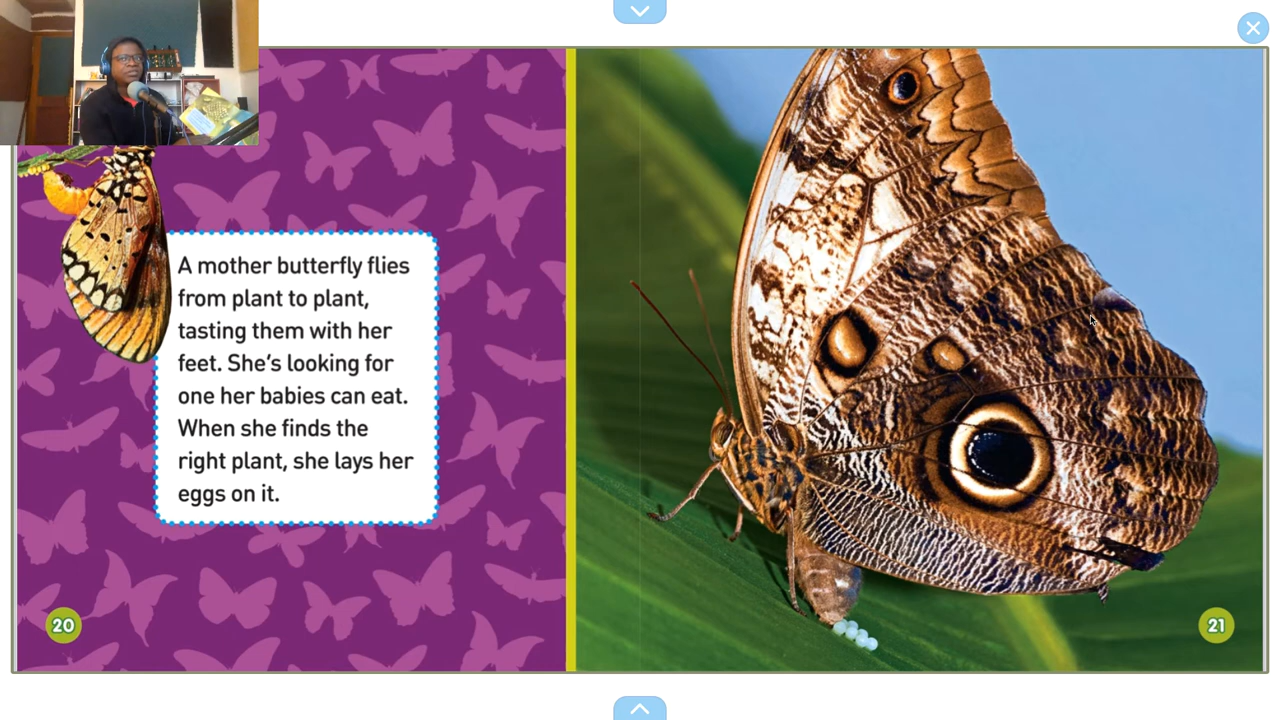 A mother butterfly flies
from plant to plant,
tasting them with her
feet. She's looking for
one her babies can eat.
When she finds the
right plant, she lays her
eggs on it.
20
21